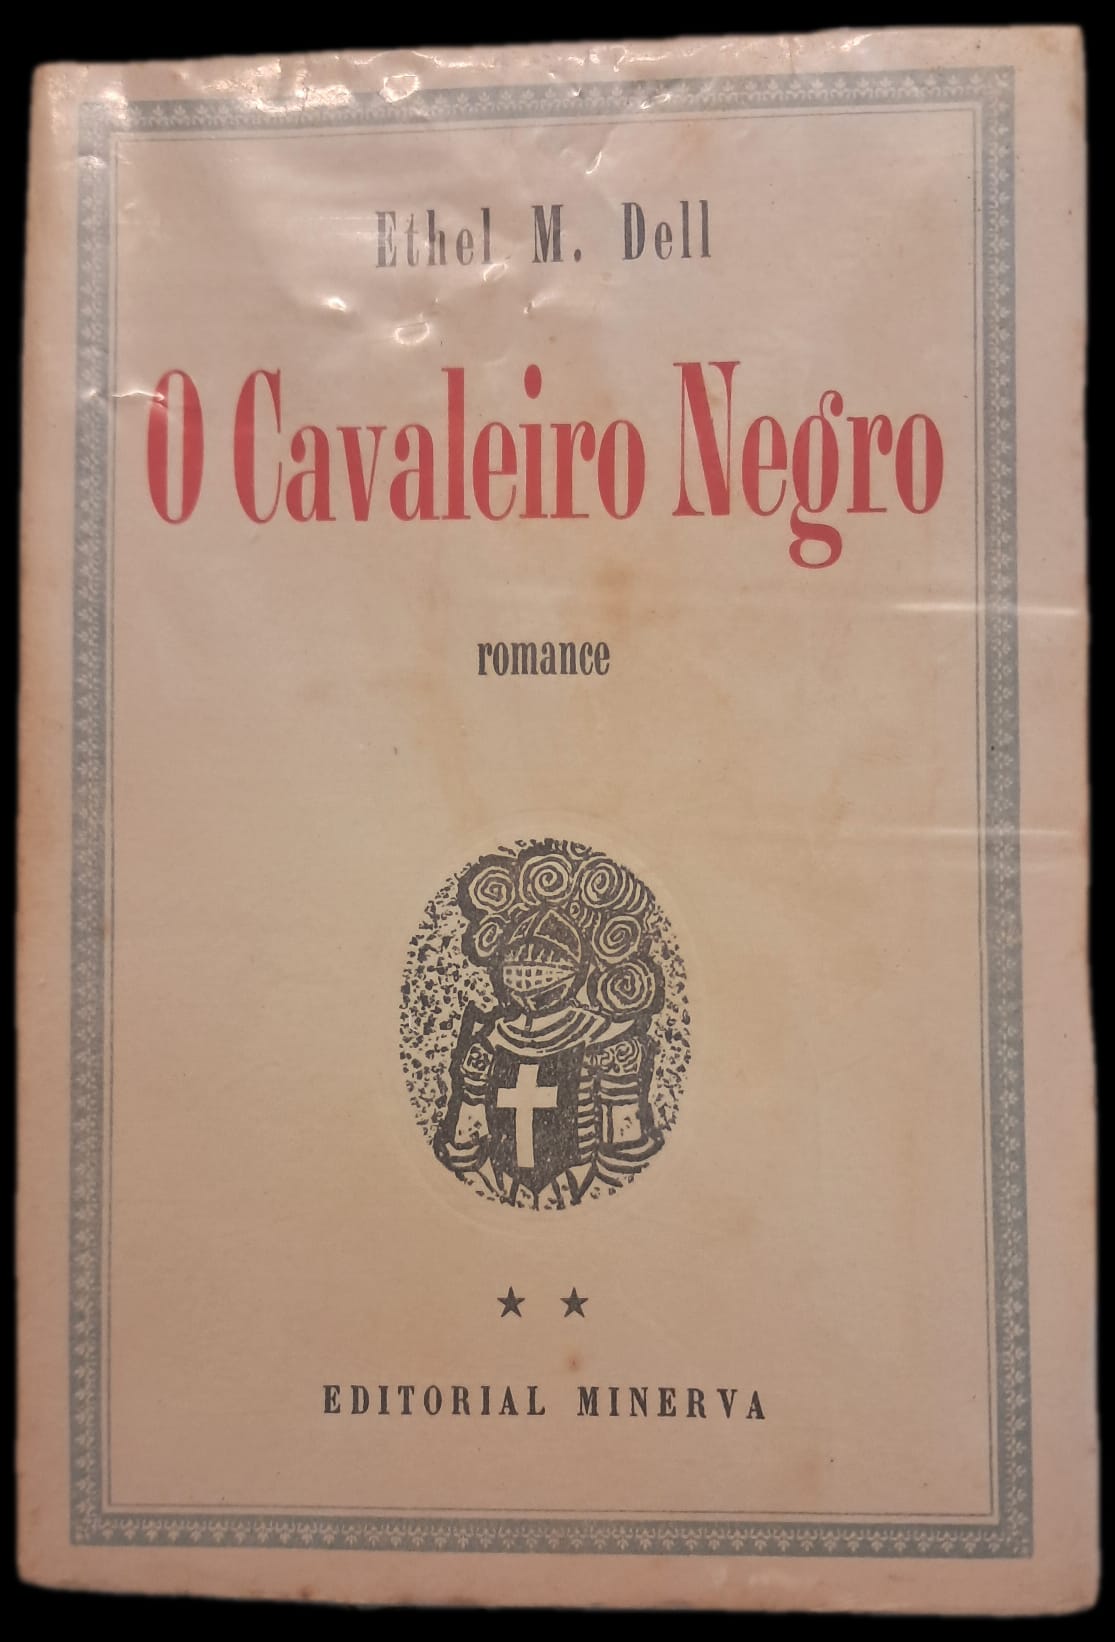 Ethel M. Dell
O Cavaleiro Negro
romance
★ ★
EDITORIAL MINERVA